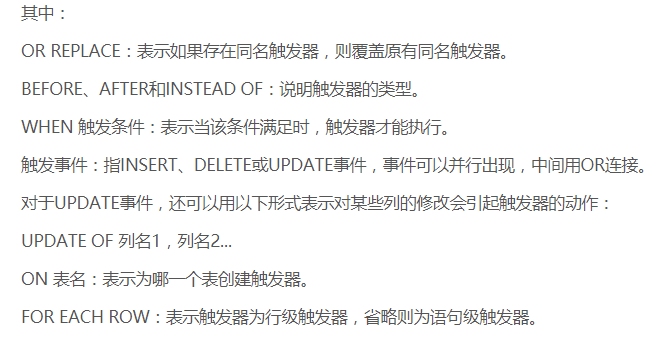 其中：
OR REPLACE：表示如果存在同名触发器，则覆盖原有同名触发器。
BEFORE、AFTER和INSTEAD OF：说明触发器的类型。
WHEN 触发条件：表示当该条件满足时，触发器才能执行。
触发事件：指INSERT、DELETE或UPDATE事件，事件可以并行出现，中间用OR连接。
对于UPDATE事件，还可以用以下形式表示对某些列的修改会引起触发器的动作：
UPDATE OF 列名1，列名2...
ON 表名：表示为哪一个表创建触发器。
FOR EACH ROW：表示触发器为行级触发器，省略则为语句级触发器。